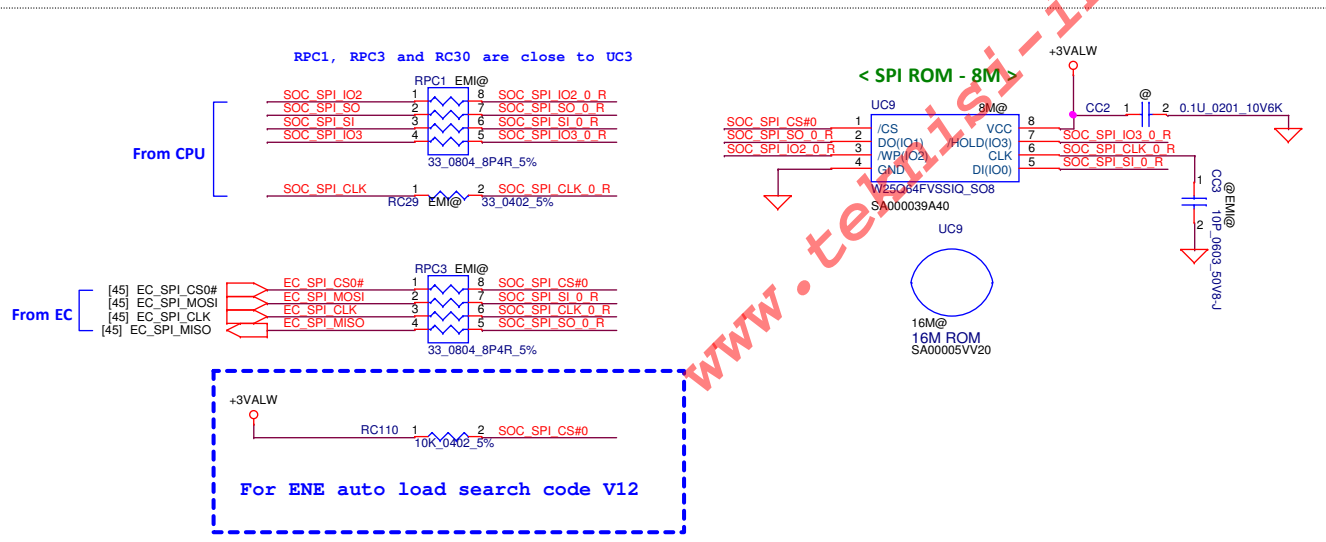 RPC1, RPC3 and RC30 are close to UC3
RPC1 EMI@
SOC_SPI_IO2 1 8 SOC_SPI_IO2_0_R
SOC_SPI_SO 2 7 SOC_SPI_SO_0_R
SOC_SPI_SI 3 6 SOC_SPI_SI_0_R
SOC_SPI_IO3 4 5 SOC_SPI_IO3_0_R
33_0804_8P4R_5%
From CPU
SOC_SPI_CLK 1 2 SOC_SPI_CLK_0_R
RC29 EMI@ 33_0402_5%
RPC3 EMI@
[45] EC_SPI_CS0# EC_SPI_CS0# 1 8 SOC_SPI_CS#0
[45] EC_SPI_MOSI EC_SPI_MOSI 2 7 SOC_SPI_SI_0_R
[45] EC_SPI_CLK EC_SPI_CLK 3 6 SOC_SPI_CLK_0_R
[45] EC_SPI_MISO EC_SPI_MISO 4 5 SOC_SPI_SO_0_R
From EC
33_0804_8P4R_5%
+3VALW
RC110 1 2 SOC_SPI_CS#0
10K_0402_5%
For ENE auto load search code V12
+3VALW
< SPI ROM - 8M >
@
CC2 1 2 0.1U_0201_10V6K
UC9 8M@
SOC_SPI_CS#0 1 /CS VCC 8
SOC_SPI_SO_0_R 2 DO(IO1) /HOLD(IO3) 7 SOC_SPI_IO3_0_R
SOC_SPI_IO2_0_R 3 /WP(IO2) CLK 6 SOC_SPI_CLK_0_R
4 GND DI(IO0) 5 SOC_SPI_SI_0_R
W25Q64FVSSIQ_SO8
SA000039A40
1
2
@EMI@
CC3 10P_0603_50V8-J
UC9
16M@
16M ROM
SA00005VV20
www.teknisi-i